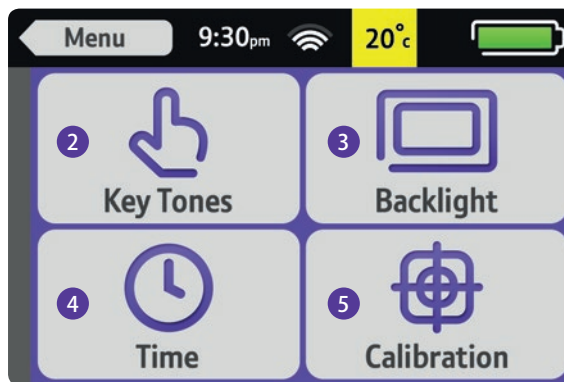 Menu 9:30pm 20°c
2 3
Key Tones Backlight
4 5
Time Calibration